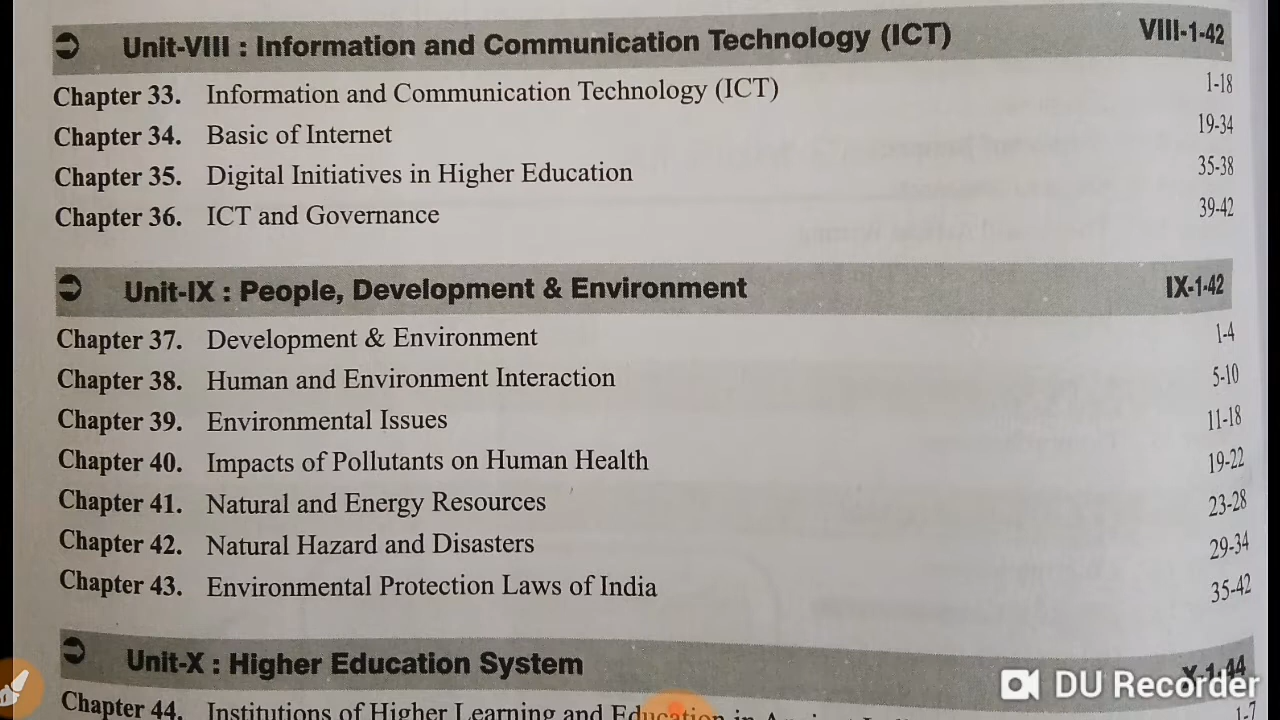 Unit-VIII : Information and Communication Technology (ICT) VIII-1-42
Chapter 33. Information and Communication Technology (ICT) 1-18
Chapter 34. Basic of Internet 19-34
Chapter 35. Digital Initiatives in Higher Education 35-38
Chapter 36. ICT and Governance 39-42
Unit-IX : People, Development & Environment IX-1-42
Chapter 37. Development & Environment 1-4
Chapter 38. Human and Environment Interaction 5-10
Chapter 39. Environmental Issues 11-18
Chapter 40. Impacts of Pollutants on Human Health 19-22
Chapter 41. Natural and Energy Resources 23-28
Chapter 42. Natural Hazard and Disasters 29-34
Chapter 43. Environmental Protection Laws of India 35-42
Unit-X : Higher Education System X-1-44
DU Recorder
Chapter 44. Institutions of Higher Learning and Education in 1-7